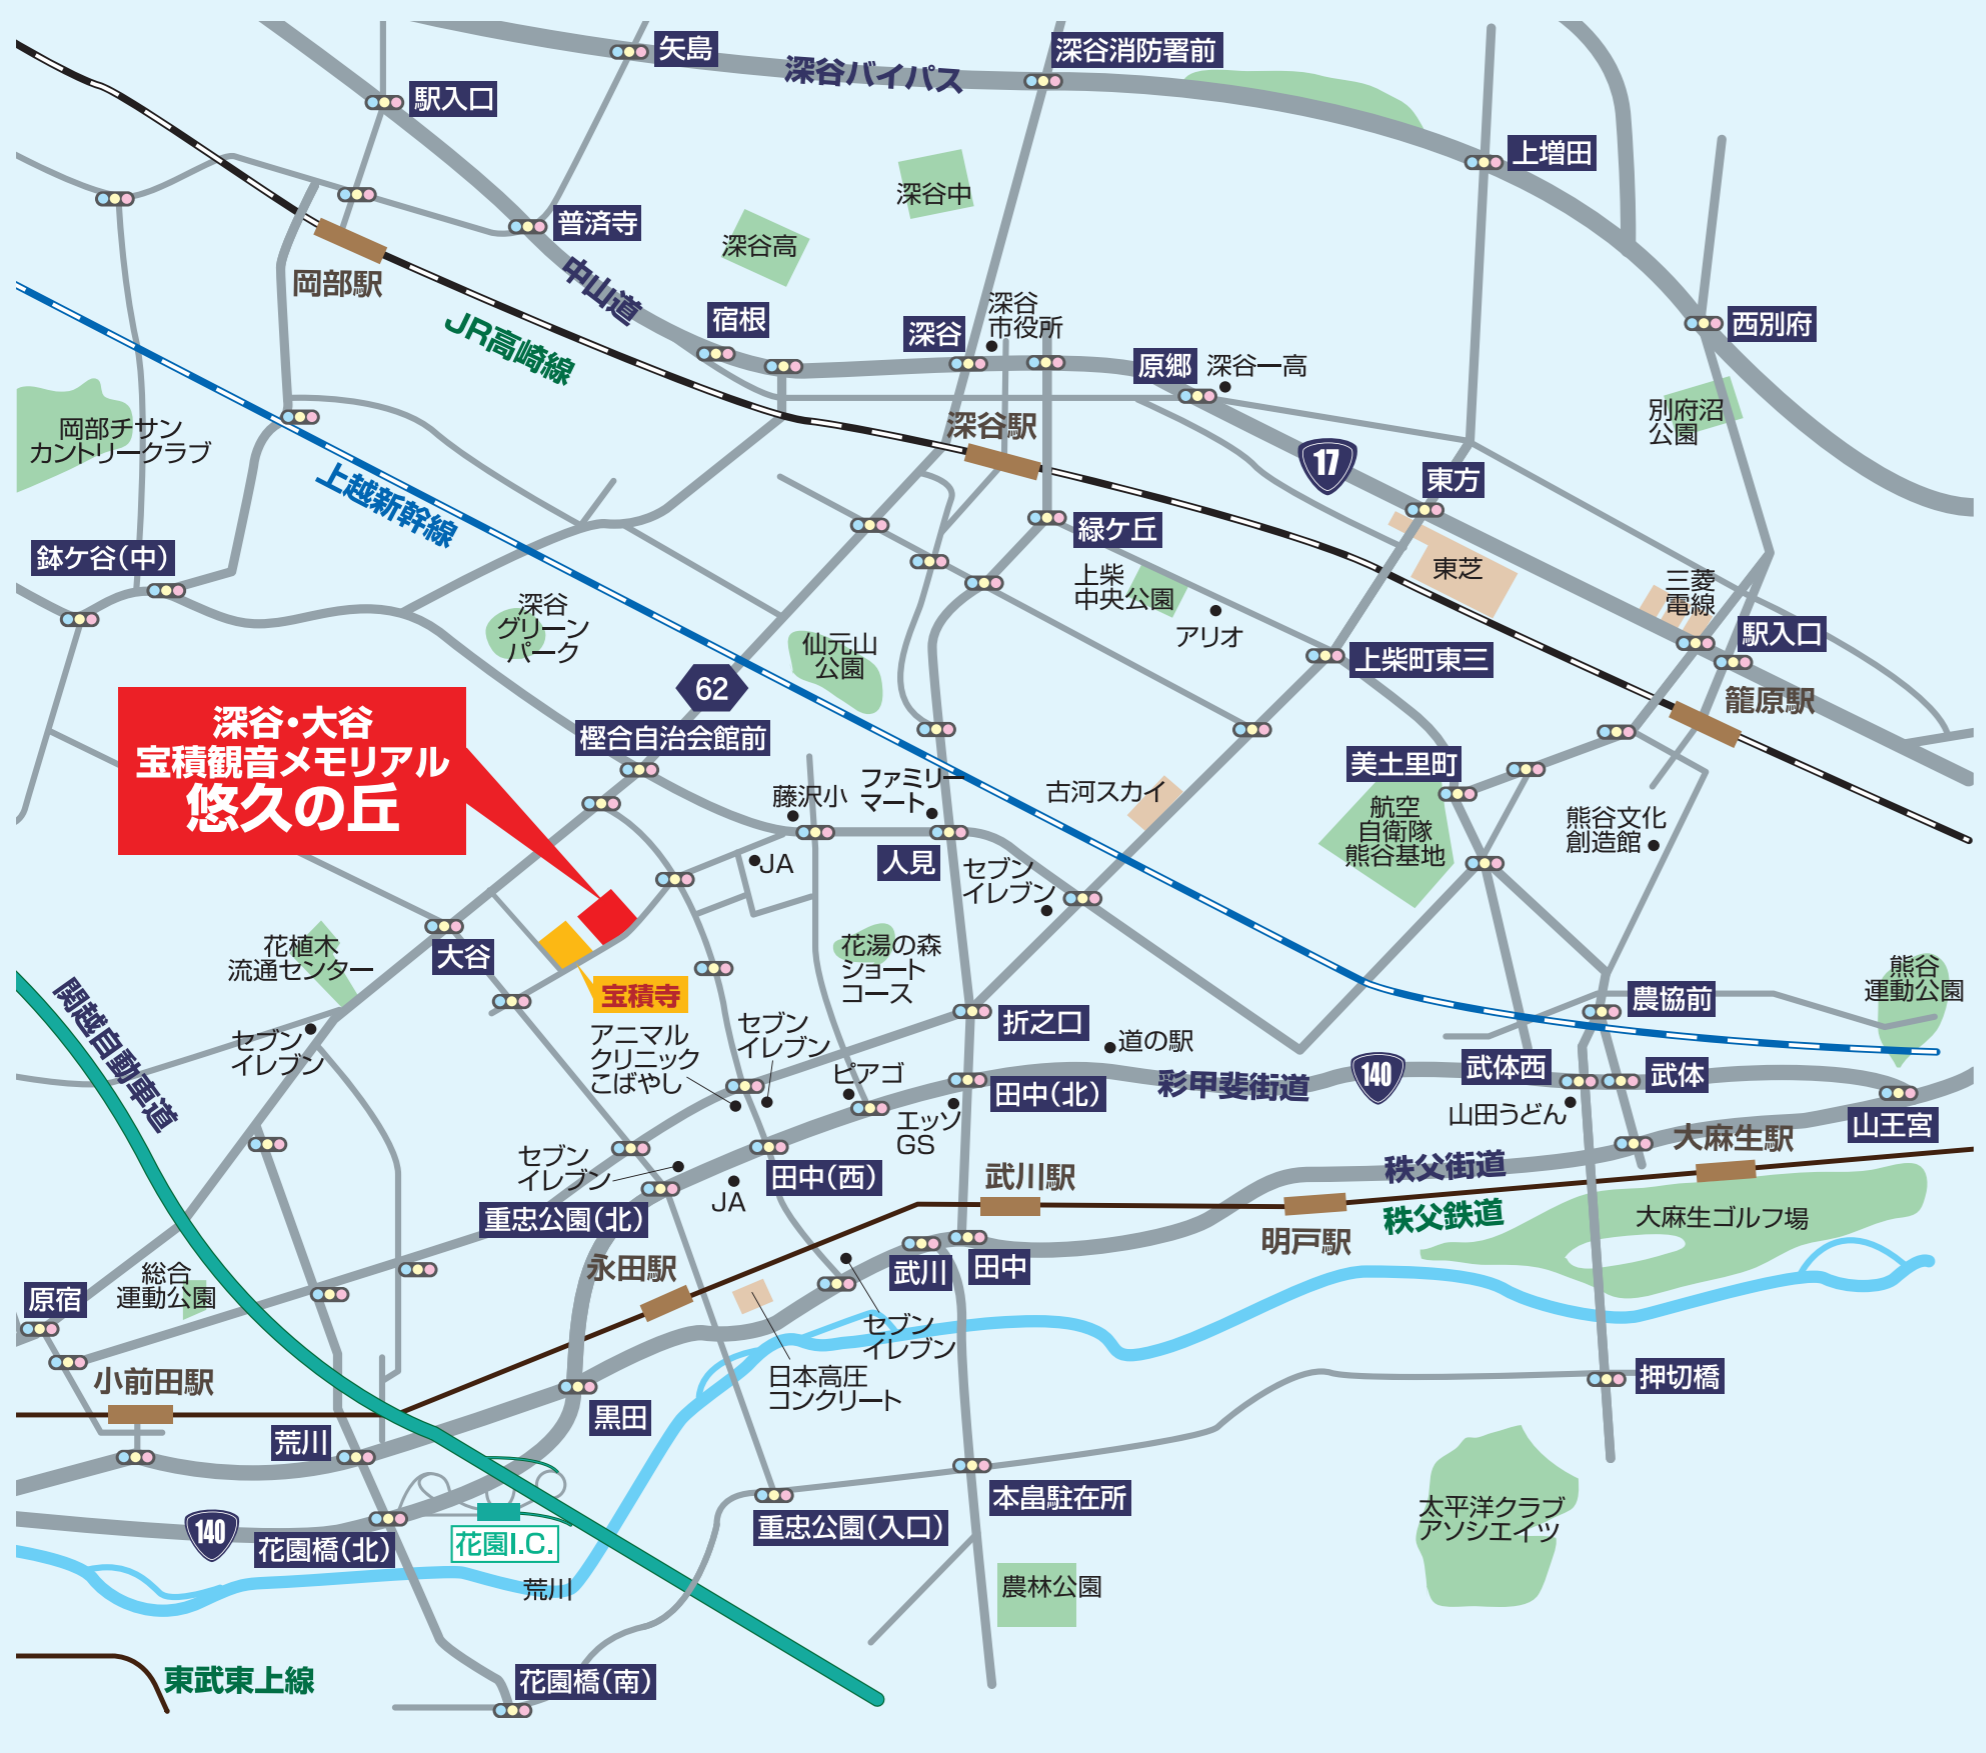 矢島
深谷バイパス
深谷消防署前
駅入口
上増田
深谷中
普済寺
深谷高
岡部駅
中山道
JR高崎線
宿根
深谷
深谷
市役所
原郷
深谷一高
西別府
深谷駅
別府沼
公園
岡部チサン
カントリークラブ
上越新幹線
17
東方
緑ケ丘
鉢ケ谷(中)
上柴
中央公園
アリオ
東芝
三菱
電線
駅入口
深谷
グリーン
パーク
仙元山
公園
上柴町東三
62
籠原駅
深谷・大谷
宝積観音メモリアル
悠久の丘
樫合自治会館前
美土里町
藤沢小
ファミリー
マート
古河スカイ
航空
自衛隊
熊谷基地
熊谷文化
創造館
JA
人見
セブン
イレブン
花植木
流通センター
大谷
花湯の森
ショート
コース
熊谷
運動公園
宝積寺
農協前
関越自動車道
セブン
イレブン
アニマル
クリニック
こばやし
セブン
イレブン
折之口
道の駅
ピアゴ
田中(北)
彩甲斐街道
140
武体西
武体
エッソ
GS
山田うどん
山王宮
セブン
イレブン
田中(西)
JA
武川駅
秩父街道
大麻生駅
重忠公園(北)
秩父鉄道
大麻生ゴルフ場
明戸駅
永田駅
武川
田中
総合
運動公園
原宿
セブン
イレブン
小前田駅
日本高圧
コンクリート
押切橋
黒田
荒川
本畠駐在所
太平洋クラブ
アソシエイツ
140
花園橋(北)
花園I.C.
重忠公園(入口)
荒川
農林公園
東武東上線
花園橋(南)